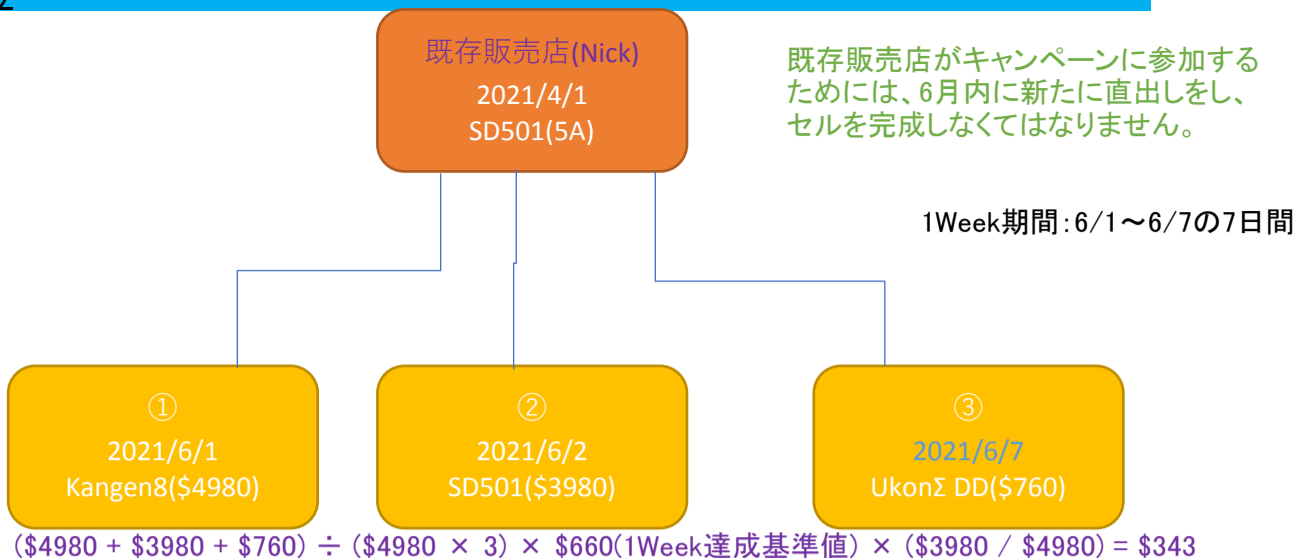 既存販売店(Nick)
2021/4/1
SD501(5A)
既存販売店がキャンペーンに参加する
ためには、6月内に新たに直出しをし、
セルを完成しなくてはなりません。
1Week期間:6/1~6/7の7日間
①
2021/6/1
Kangen8($4980)
②
2021/6/2
SD501($3980)
③
2021/6/7
UkonΣ DD($760)
($4980 + $3980 + $760) ÷ ($4980 × 3) × $660(1Week達成基準値) × ($3980 / $4980) = $343